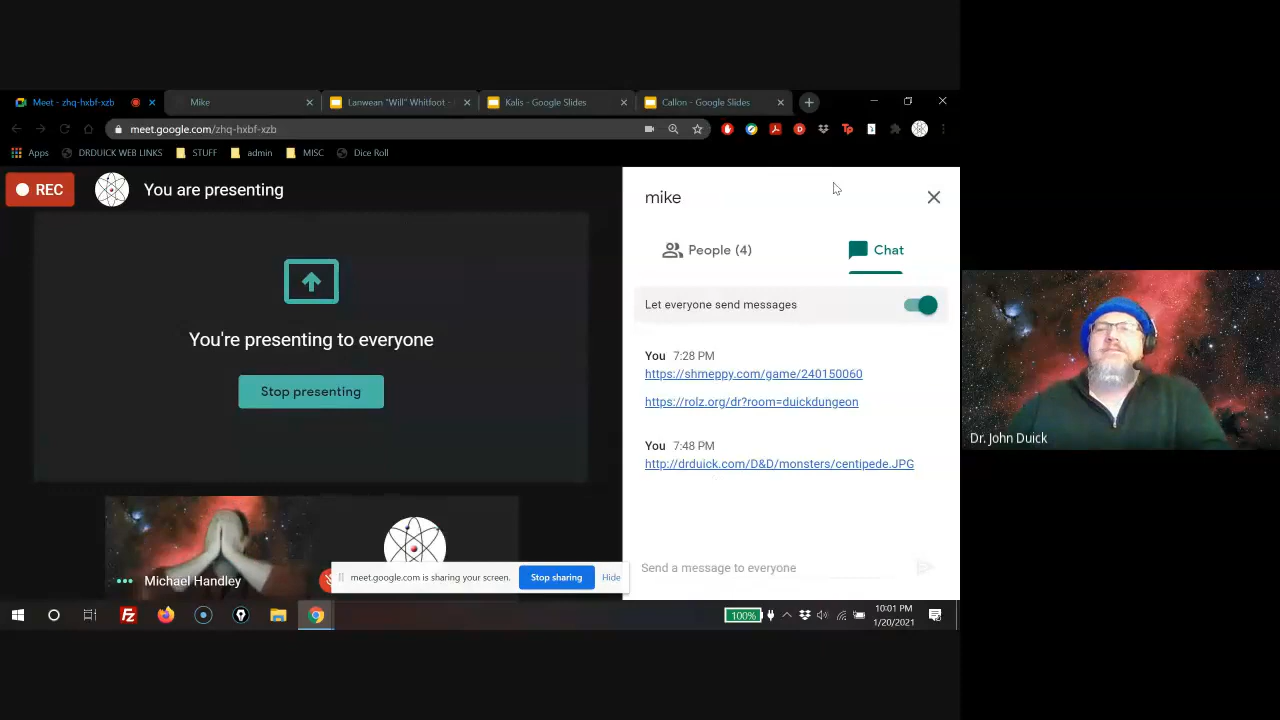 Meet - zhq-hxbf-xzb
Mike
Lanwean "Will" Whitfoot -
Kalis - Google Slides
Callon - Google Slides
meet.google.com/zhq-hxbf-xzb
Apps
DRDUICK WEB LINKS
STUFF
admin
MISC
Dice Roll
REC
You are presenting
mike
People (4)
Chat
Let everyone send messages
You're presenting to everyone
Stop presenting
You 7:28 PM
https://shmeppy.com/game/240150060
https://rolz.org/dr?room=duickdungeon
You 7:48 PM
http://drduick.com/D&D/monsters/centipede.JPG
Dr. John Duick
Send a message to everyone
Michael Handley
meet.google.com is sharing your screen.
Stop sharing
Hide
100%
10:01 PM
1/20/2021